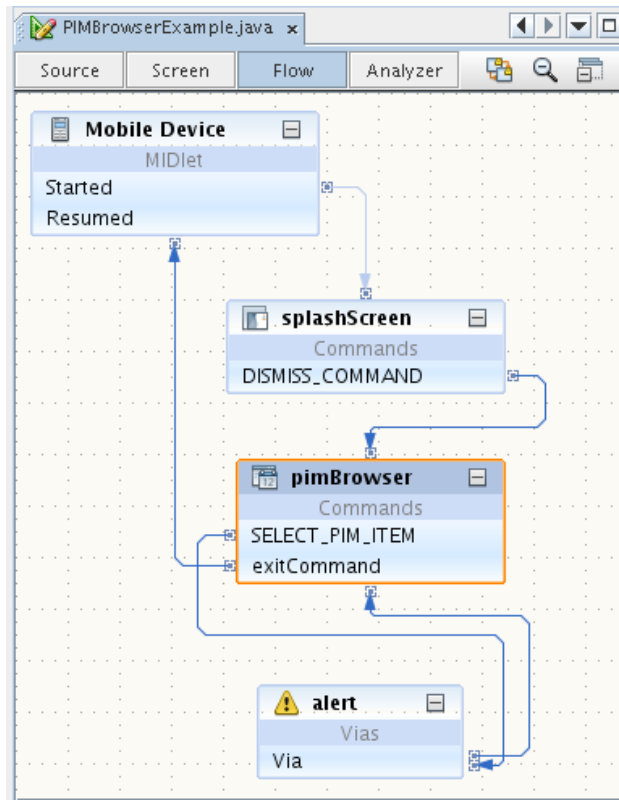 PIMBrowserExample.java x
Source Screen Flow Analyzer
Mobile Device
MIDlet
Started
Resumed
splashScreen
Commands
DISMISS_COMMAND
pimBrowser
Commands
SELECT_PIM_ITEM
exitCommand
alert
Vias
Via